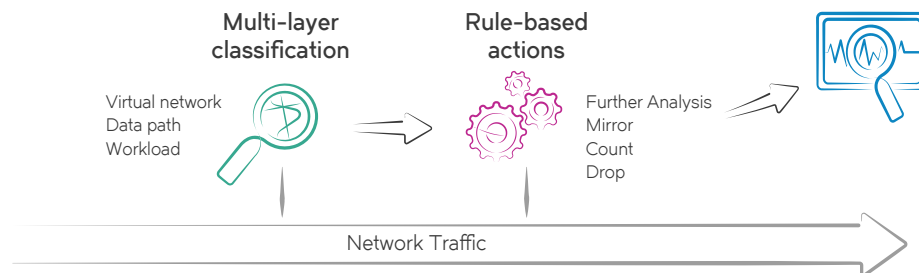 Multi-layer
classification
Rule-based
actions
Virtual network
Data path
Workload
Further Analysis
Mirror
Count
Drop
Network Traffic